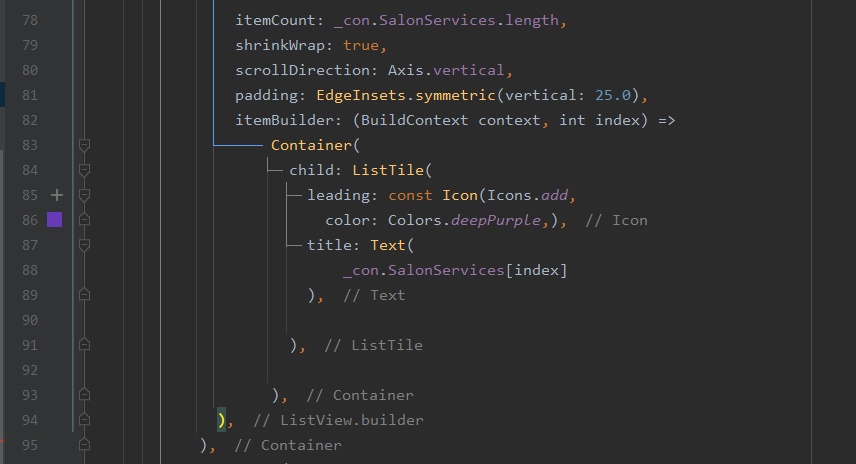 78 itemCount: _con.SalonServices.length,
79 shrinkWrap: true,
80 scrollDirection: Axis.vertical,
81 padding: EdgeInsets.symmetric(vertical: 25.0),
82 itemBuilder: (BuildContext context, int index) =>
83 Container(
84 child: ListTile(
85 leading: const Icon(Icons.add,
86 color: Colors.deepPurple,), // Icon
87 title: Text(
88 _con.SalonServices[index]
89 ), // Text
90
91 ), // ListTile
92
93 ), // Container
94 ), // ListView.builder
95 ), // Container